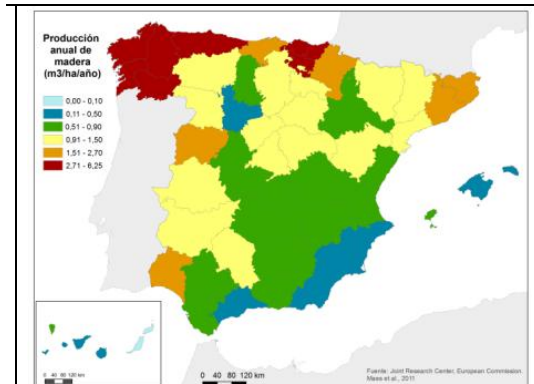 Producción
anual de
madera
(m3/ha/año)
0,00 - 0,10
0,11 - 0,50
0,51 - 0,90
0,91 - 1,50
1,51 - 2,70
2,71 - 6,25
0 40 80 120 km
0 40 80 120 km
Fuente: Joint Research Center, European Commission.
Maes et al., 2011